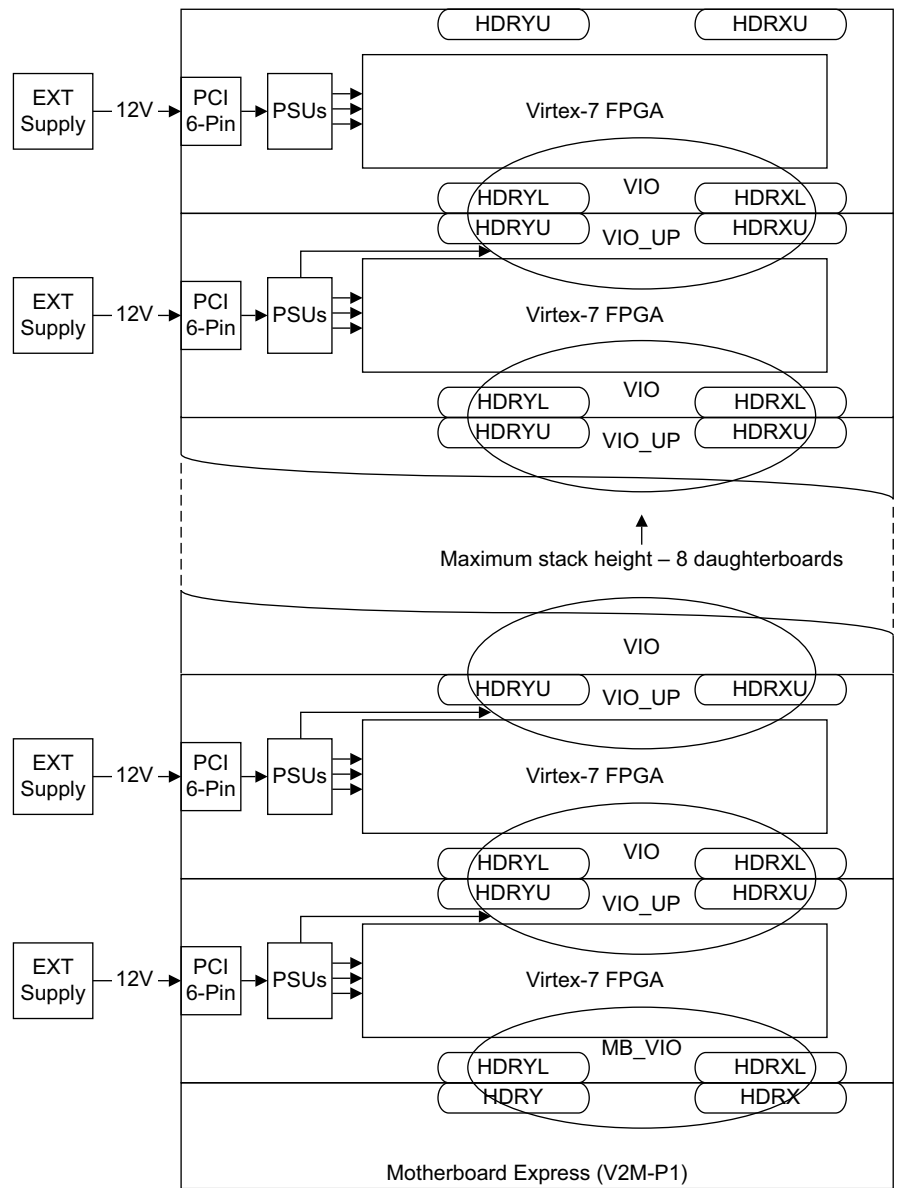 HDRYU HDRXU
EXT Supply 12V PCI 6-Pin PSUs Virtex-7 FPGA
VIO
HDRYL HDRXL
HDRYU VIO_UP HDRXU
EXT Supply 12V PCI 6-Pin PSUs Virtex-7 FPGA
VIO
HDRYL HDRXL
HDRYU VIO_UP HDRXU
Maximum stack height – 8 daughterboards
VIO
HDRYU VIO_UP HDRXU
EXT Supply 12V PCI 6-Pin PSUs Virtex-7 FPGA
VIO
HDRYL HDRXL
HDRYU VIO_UP HDRXU
EXT Supply 12V PCI 6-Pin PSUs Virtex-7 FPGA
MB_VIO
HDRYL HDRXL
HDRY HDRX
Motherboard Express (V2M-P1)